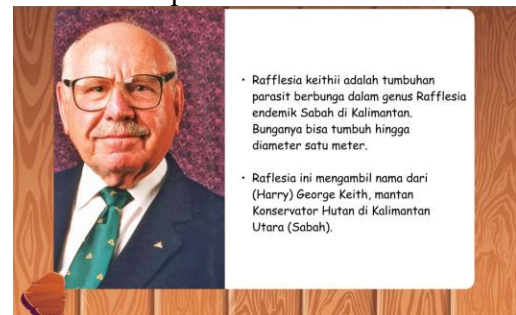 • Rafflesia keithii adalah tumbuhan
parasit berbunga dalam genus Rafflesia
endemik Sabah di Kalimantan.
Bunganya bisa tumbuh hingga
diameter satu meter.
• Raflesia ini mengambil nama dari
(Harry) George Keith, mantan
Konservator Hutan di Kalimantan
Utara (Sabah).